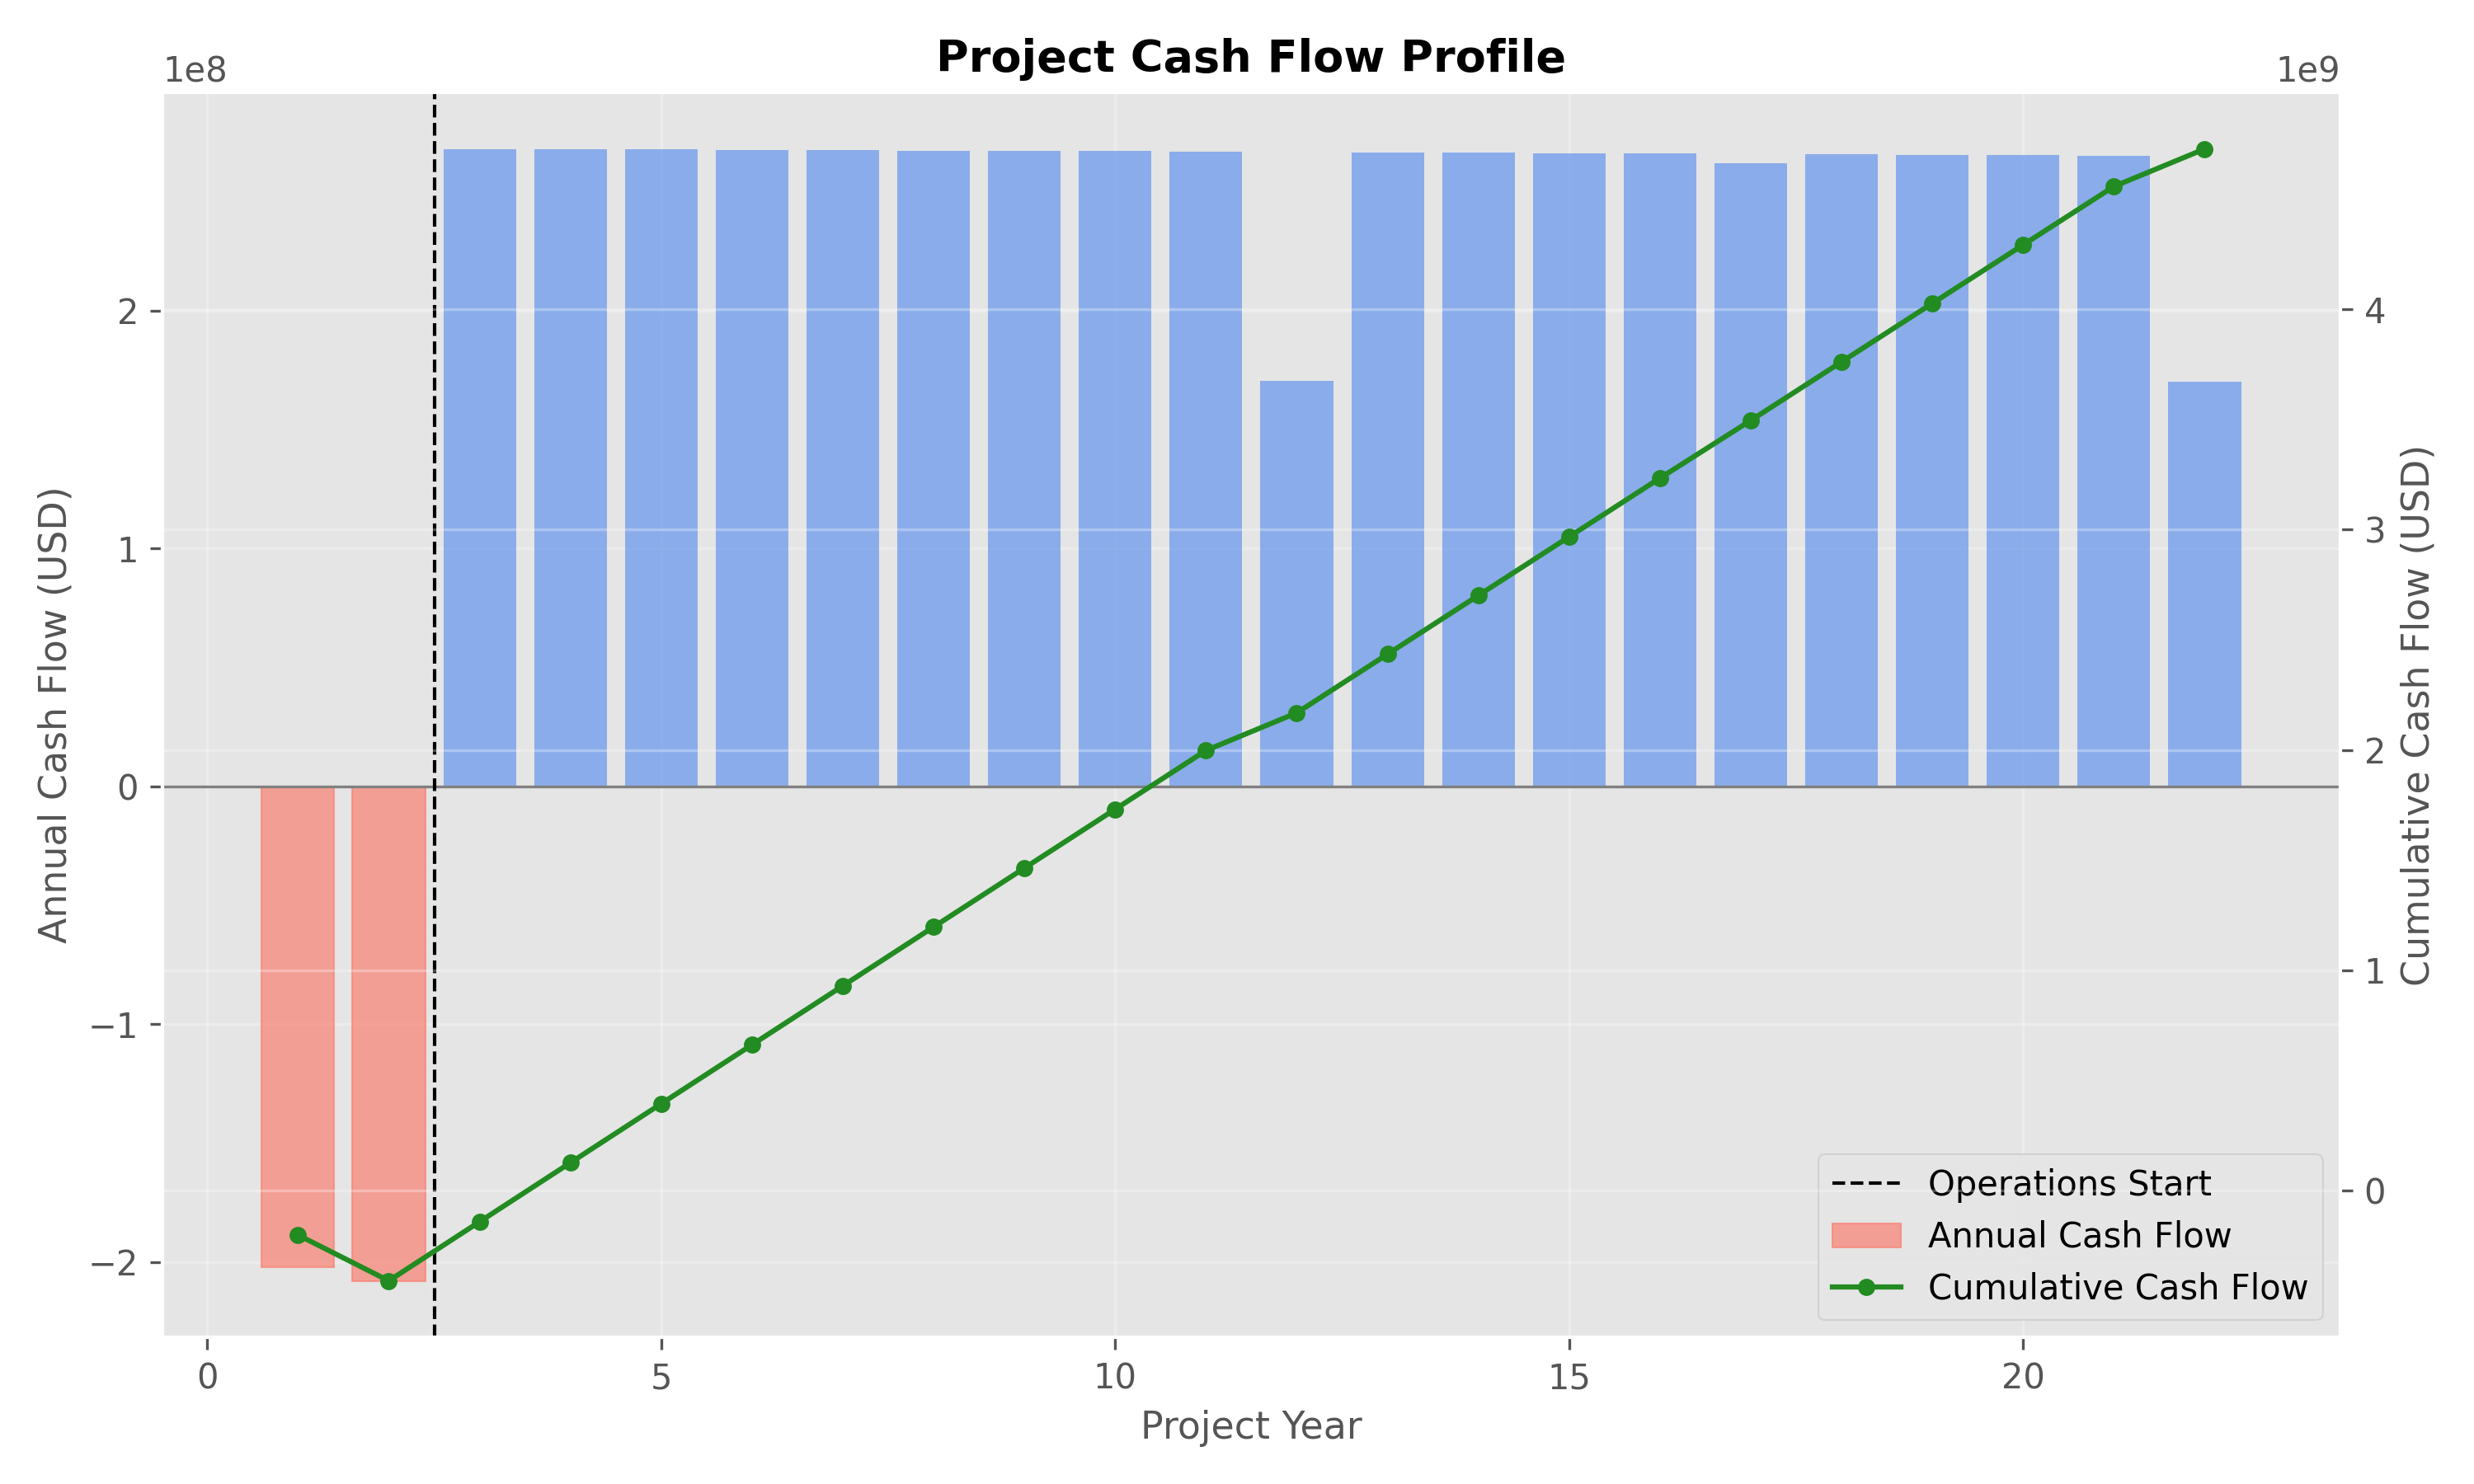 Project Cash Flow Profile
1e8
1e9
2
1
0
−1
−2
Annual Cash Flow (USD)
4
3
2
1
0
Cumulative Cash Flow (USD)
Operations Start
Annual Cash Flow
Cumulative Cash Flow
0 5 10 15 20
Project Year